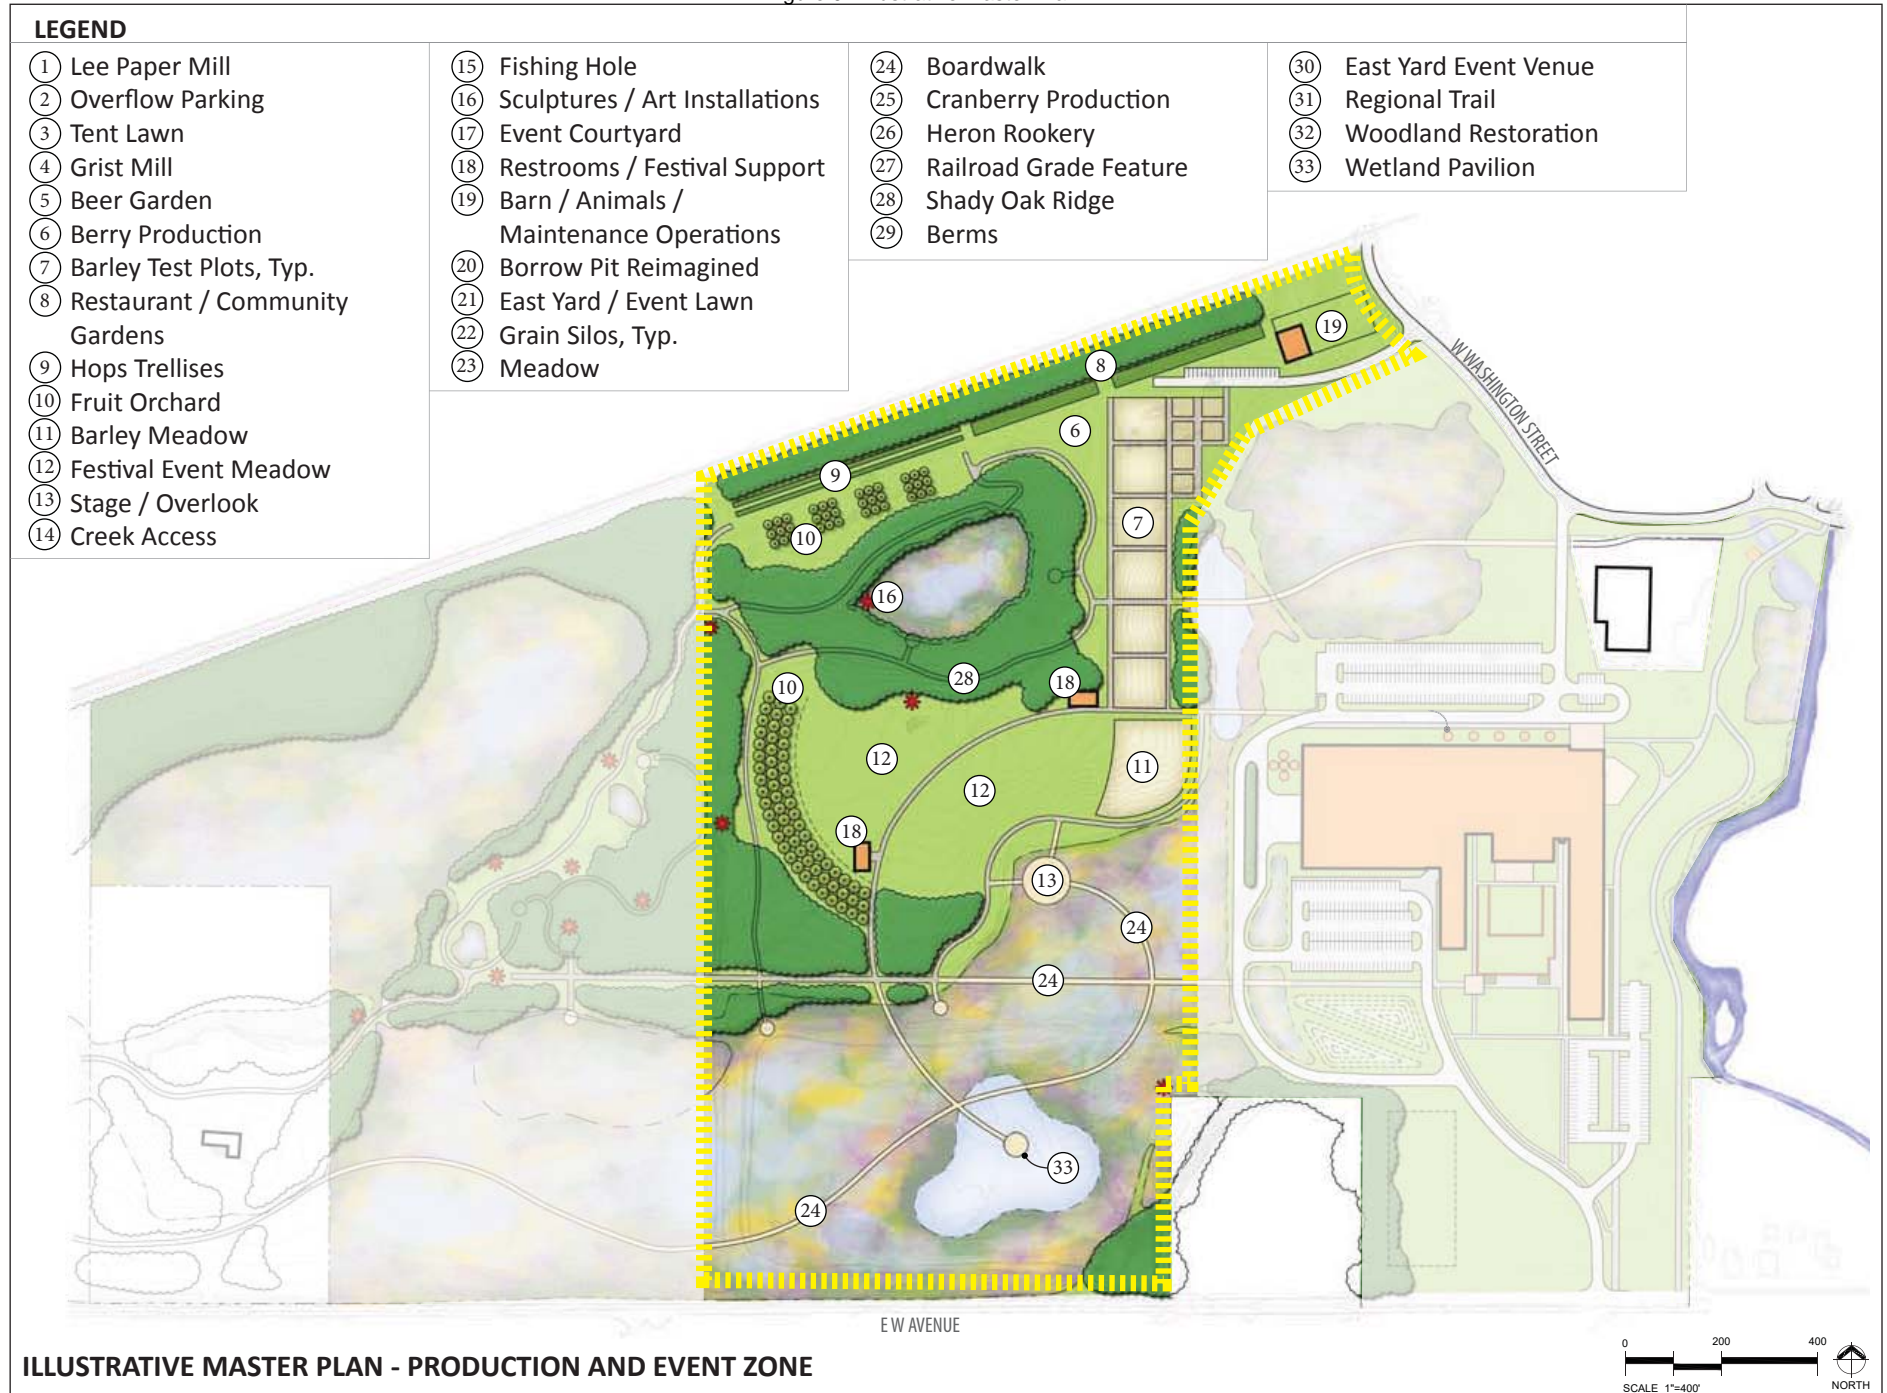 LEGEND
1 Lee Paper Mill
2 Overflow Parking
3 Tent Lawn
4 Grist Mill
5 Beer Garden
6 Berry Production
7 Barley Test Plots, Typ.
8 Restaurant / Community
Gardens
9 Hops Trellises
10 Fruit Orchard
11 Barley Meadow
12 Festival Event Meadow
13 Stage / Overlook
14 Creek Access
15 Fishing Hole
16 Sculptures / Art Installations
17 Event Courtyard
18 Restrooms / Festival Support
19 Barn / Animals /
Maintenance Operations
20 Borrow Pit Reimagined
21 East Yard / Event Lawn
22 Grain Silos, Typ.
23 Meadow
24 Boardwalk
25 Cranberry Production
26 Heron Rookery
27 Railroad Grade Feature
28 Shady Oak Ridge
29 Berms
30 East Yard Event Venue
31 Regional Trail
32 Woodland Restoration
33 Wetland Pavilion
19
8
W WASHINGTON STREET
6
9
7
10
16
28
18
10
12
11
12
18
13
24
24
33
24
E W AVENUE
ILLUSTRATIVE MASTER PLAN - PRODUCTION AND EVENT ZONE
0 200 400
SCALE 1"=400'
NORTH